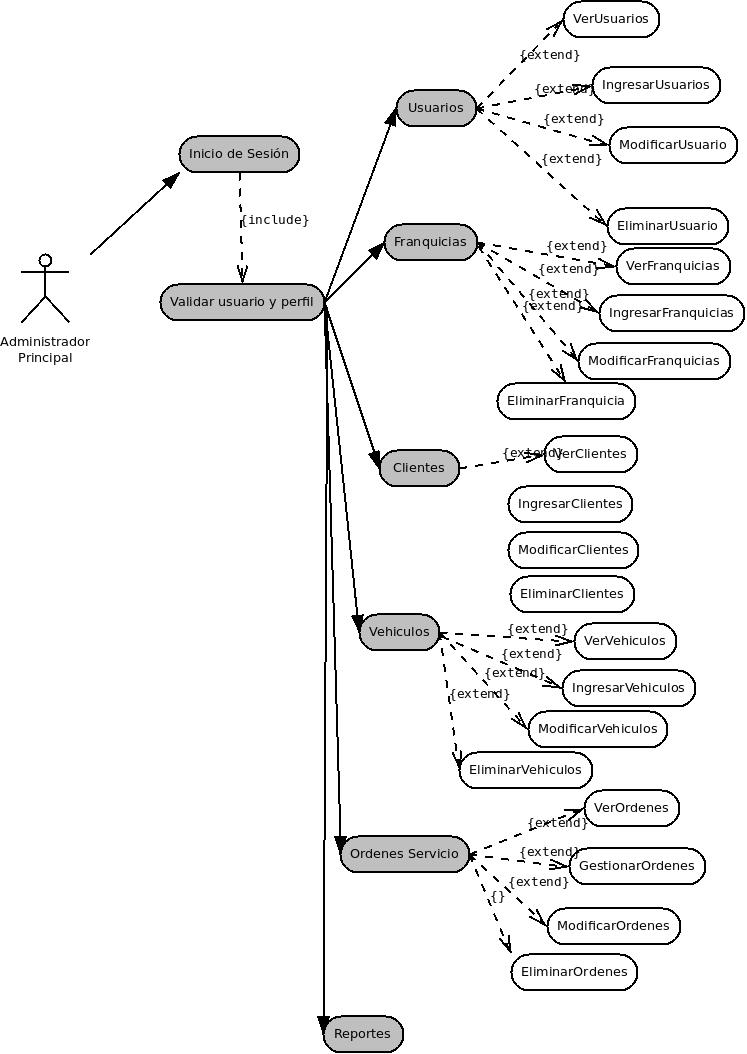 VerUsuarios
{extend}
IngresarUsuarios
{extend}
Usuarios
{extend}
ModificarUsuario
{extend}
EliminarUsuario
Inicio de Sesión
{include}
Validar usuario y perfil
Administrador
Principal
Franquicias
{extend}
VerFranquicias
{extend}
{extend}
{extend}
IngresarFranquicias
ModificarFranquicias
EliminarFranquicia
Clientes
{extend}
VerClientes
IngresarClientes
ModificarClientes
EliminarClientes
Vehiculos
{extend}
VerVehiculos
{extend}
{extend}
IngresarVehiculos
{extend}
ModificarVehiculos
EliminarVehiculos
VerOrdenes
{extend}
Ordenes Servicio
{extend}
GestionarOrdenes
{extend}
{}
ModificarOrdenes
EliminarOrdenes
Reportes